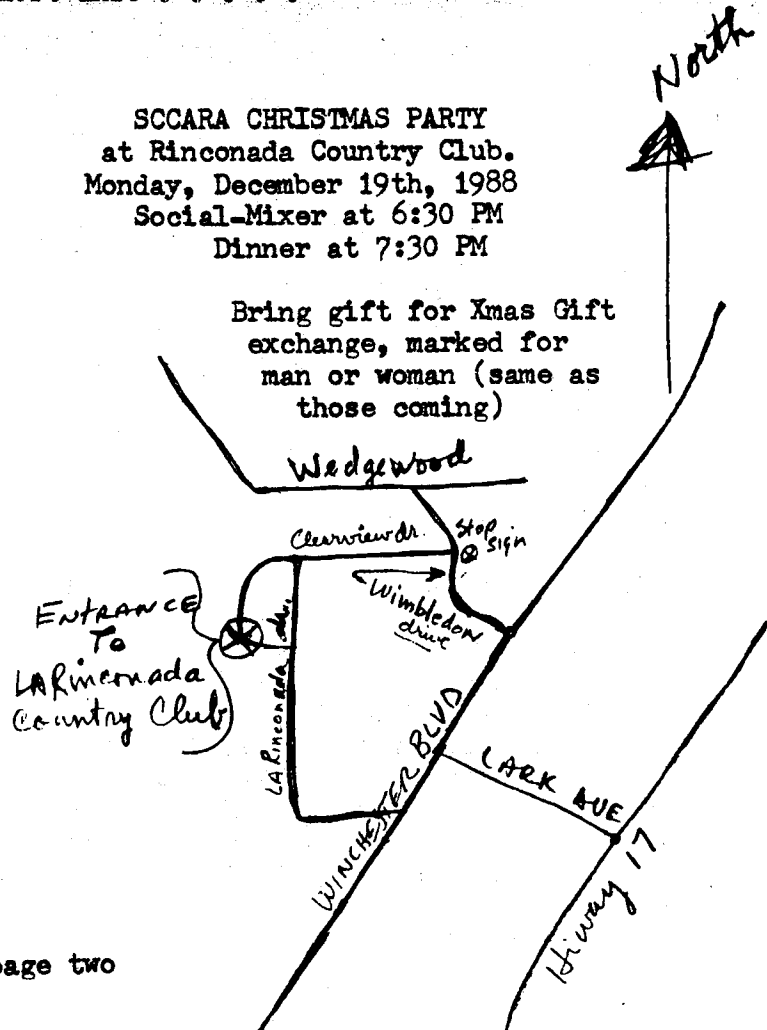 North
SCCARA CHRISTMAS PARTY
at Rinconada Country Club.
Monday, December 19th, 1988
Social-Mixer at 6:30 PM
Dinner at 7:30 PM
Bring gift for Xmas Gift
exchange, marked for
man or woman (same as
those coming)
Wedgewood
Clearview dr.
Stop
sign
Wimbledon
drive
ENTRANCE
To
LA Rinconada
Country Club
LA Rinconada dr.
WINCHESTER BLVD
LARK AVE
Hiway 17
page two